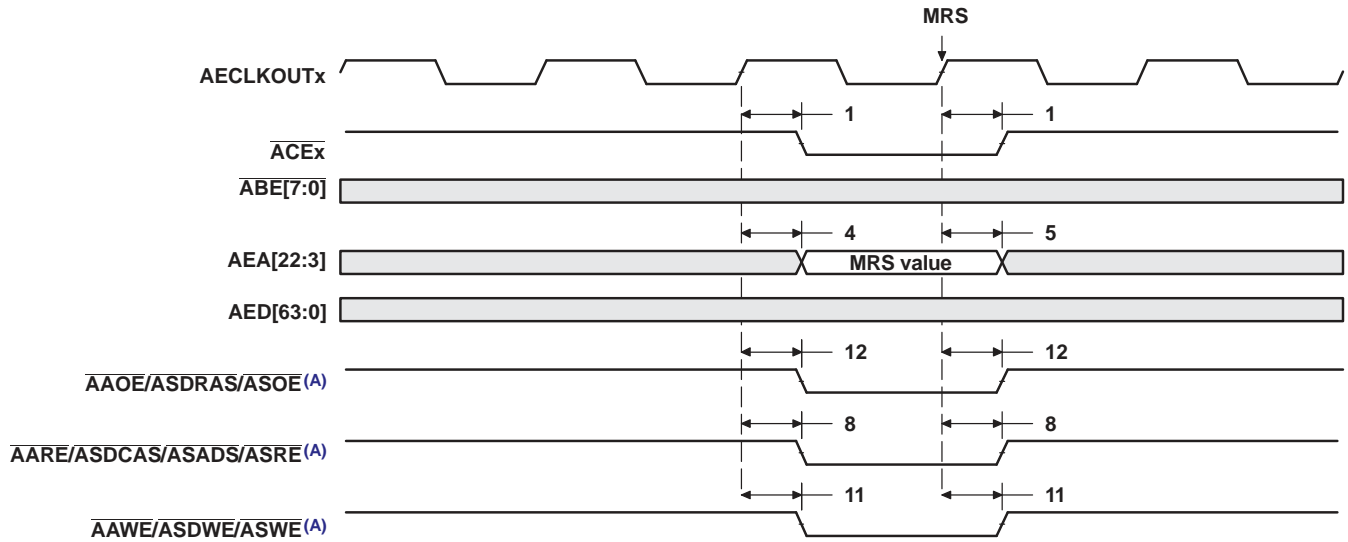 MRS
AECLKOUTx
1 1
ACEx
ABE[7:0]
4 5
AEA[22:3] MRS value
AED[63:0]
12 12
AAOE/ASDRAS/ASOE(A)
8 8
AARE/ASDCAS/ASADS/ASRE(A)
11 11
AAWE/ASDWE/ASWE(A)